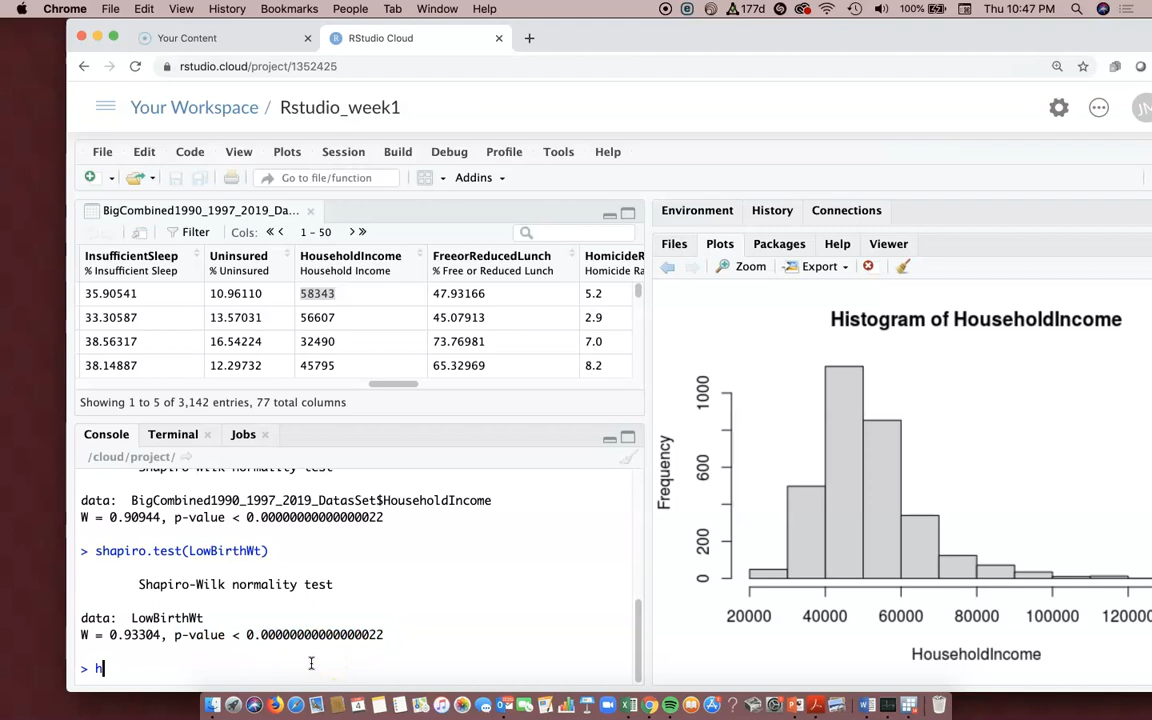 Chrome File Edit View History Bookmarks People Tab Window Help 177d 100% Thu 10:47 PM
Your Content RStudio Cloud
rstudio.cloud/project/1352425
Your Workspace / Rstudio_week1
File Edit Code View Plots Session Build Debug Profile Tools Help
Go to file/function Addins
BigCombined1990_1997_2019_Da...
Filter Cols: 1 - 50
InsufficientSleep Uninsured HouseholdIncome FreeorReducedLunch HomicideR
% Insufficient Sleep % Uninsured Household Income % Free or Reduced Lunch Homicide Ra
35.90541 10.96110 58343 47.93166 5.2
33.30587 13.57031 56607 45.07913 2.9
38.56317 16.54224 32490 73.76981 7.0
38.14887 12.29732 45795 65.32969 8.2
Showing 1 to 5 of 3,142 entries, 77 total columns
Console Terminal Jobs
/cloud/project/
Shapiro-Wilk normality test
data: BigCombined1990_1997_2019_DatasSet$HouseholdIncome
W = 0.90944, p-value < 0.00000000000000022
> shapiro.test(LowBirthWt)
Shapiro-Wilk normality test
data: LowBirthWt
W = 0.93304, p-value < 0.00000000000000022
> h
Environment History Connections
Files Plots Packages Help Viewer
Zoom Export
Histogram of HouseholdIncome
Frequency
0 200 600 1000
20000 40000 60000 80000 100000 120000
HouseholdIncome